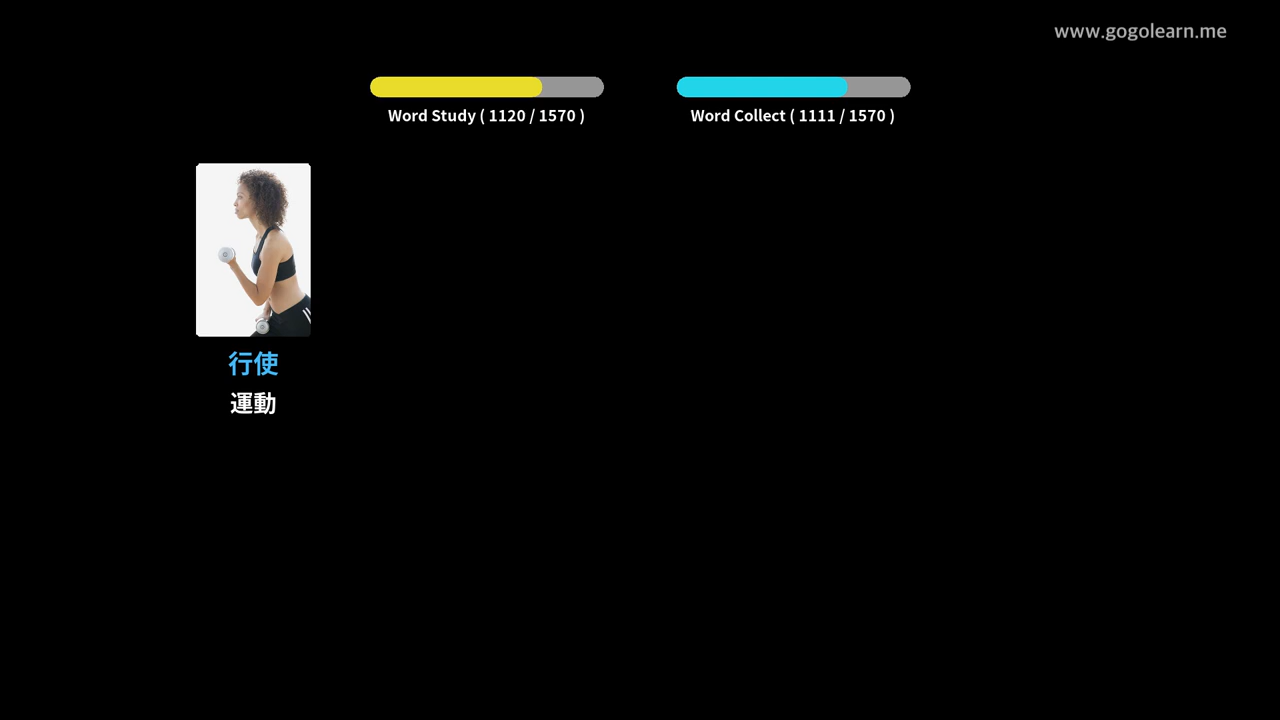 www.gogolearn.me
Word Study ( 1120 / 1570 )
Word Collect ( 1111 / 1570 )
行使
運動